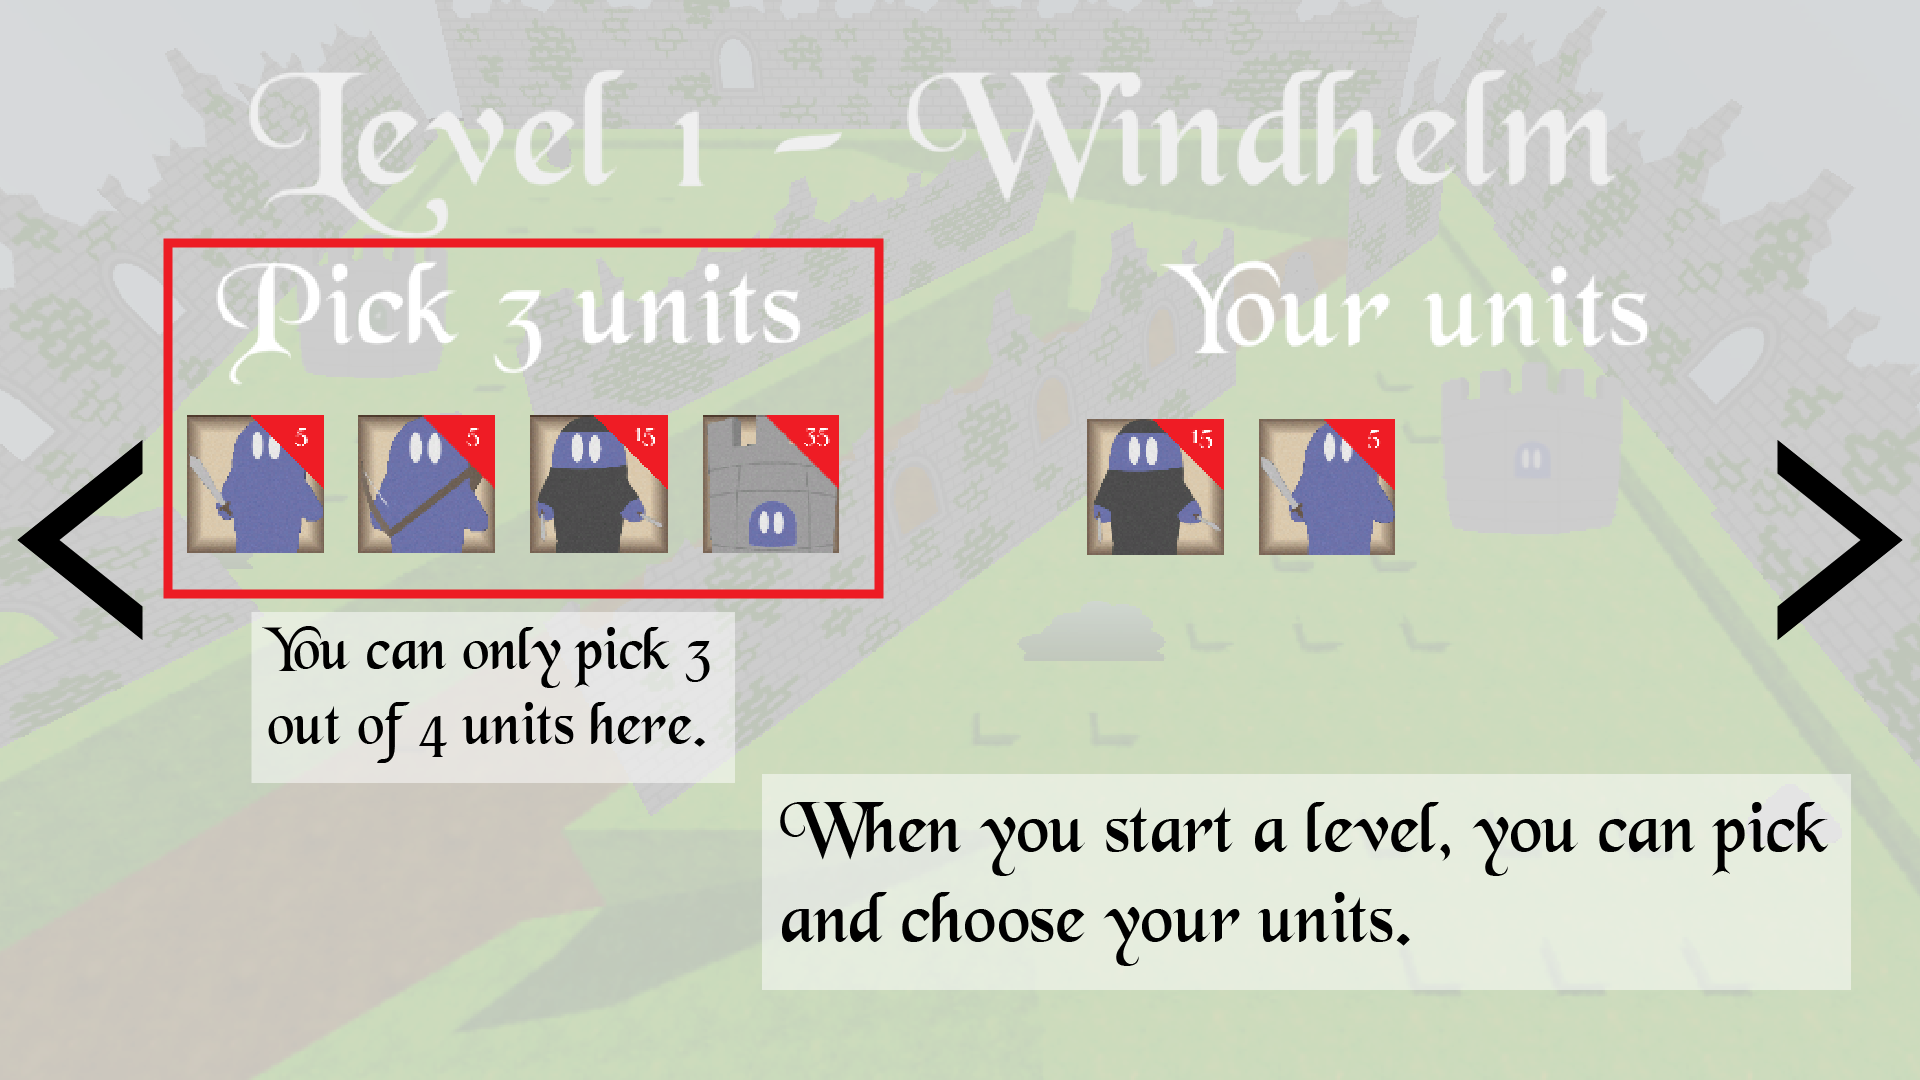 Level 1 - Windhelm
Pick 3 units
Your units
5
5
15
35
15
5
You can only pick 3
out of 4 units here.
When you start a level, you can pick
and choose your units.